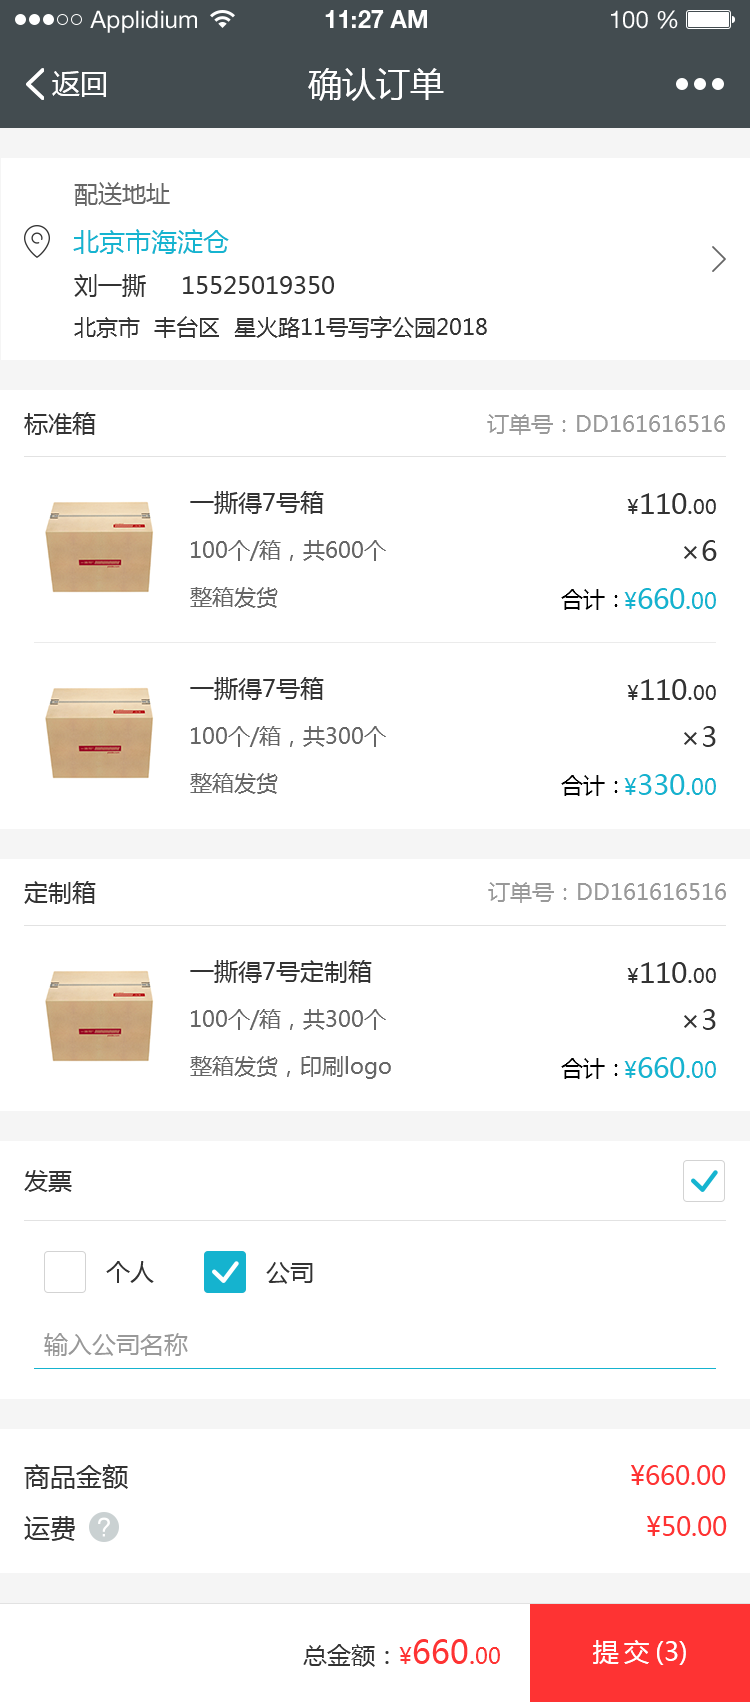 Applidium 11:27 AM 100 %
返回 确认订单
配送地址
北京市海淀仓
刘一撕 15525019350
北京市 丰台区 星火路11号写字公园2018
标准箱 订单号：DD161616516
一撕得7号箱 ¥110.00
100个/箱，共600个 ×6
整箱发货 合计：¥660.00
一撕得7号箱 ¥110.00
100个/箱，共300个 ×3
整箱发货 合计：¥330.00
定制箱 订单号：DD161616516
一撕得7号定制箱 ¥110.00
100个/箱，共300个 ×3
整箱发货，印刷logo 合计：¥660.00
发票
个人 公司
输入公司名称
商品金额 ¥660.00
运费 ? ¥50.00
总金额：¥660.00 提交(3)